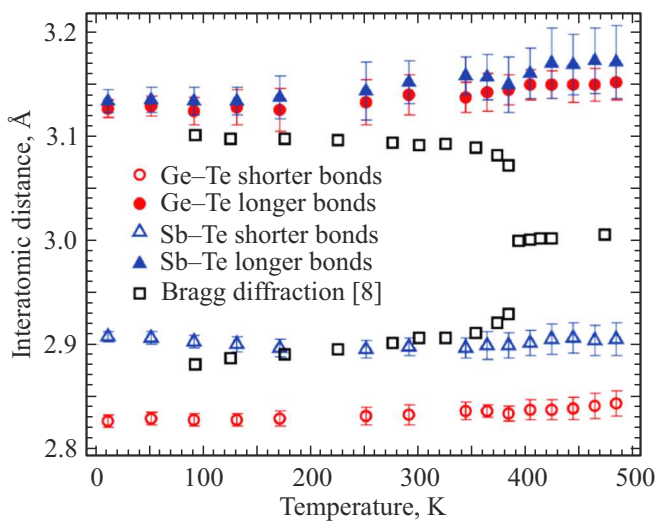 3.2
3.1
3.0
2.9
2.8
Interatomic distance, Å
Ge–Te shorter bonds
Ge–Te longer bonds
Sb–Te shorter bonds
Sb–Te longer bonds
Bragg diffraction [8]
0 100 200 300 400 500
Temperature, K